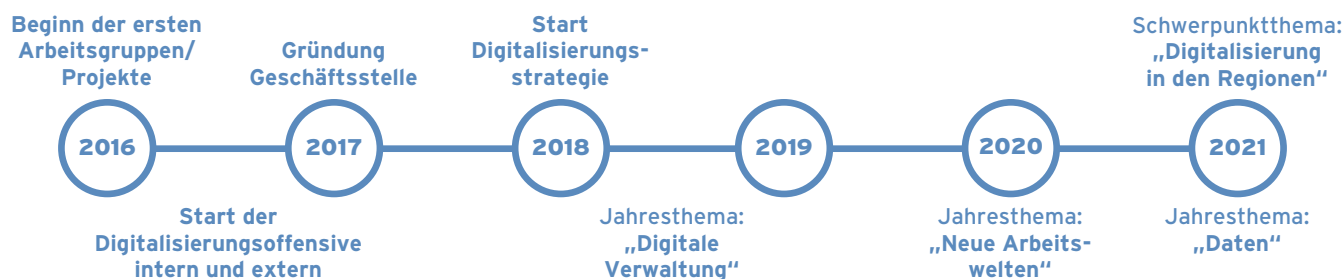 Beginn der ersten
Arbeitsgruppen/
Projekte
Gründung
Geschäftsstelle
Start
Digitalisierungs-
strategie
Schwerpunktthema:
„Digitalisierung
in den Regionen“
2016
2017
2018
2019
2020
2021
Start der
Digitalisierungsoffensive
intern und extern
Jahresthema:
„Digitale
Verwaltung“
Jahresthema:
„Neue Arbeits-
welten“
Jahresthema:
„Daten“